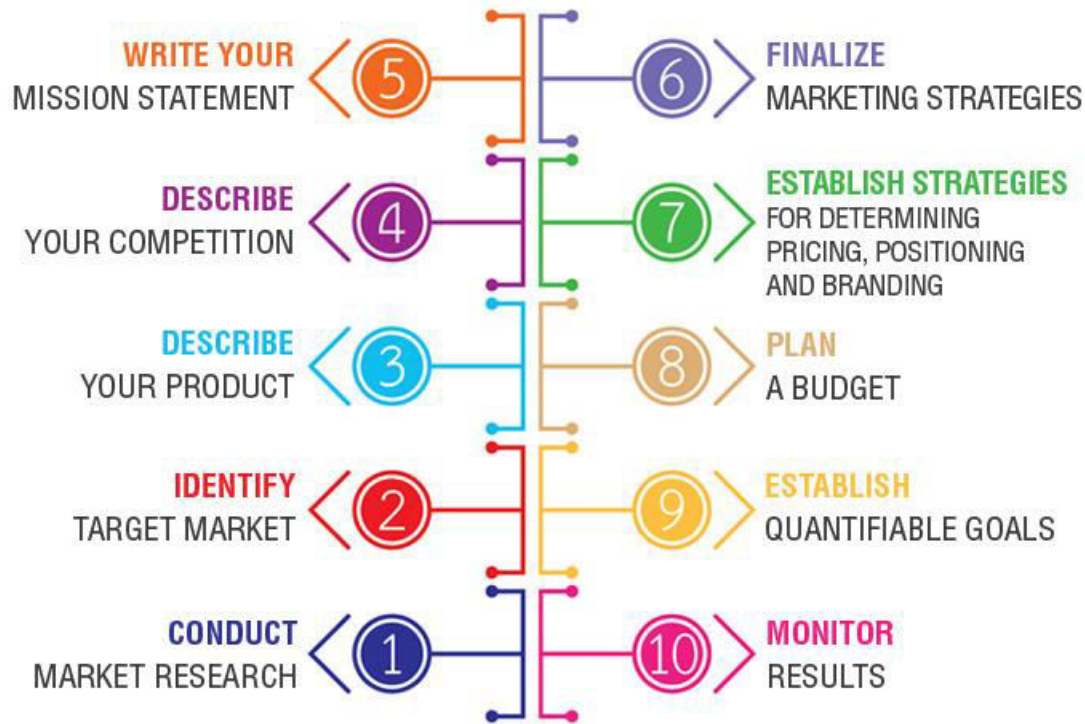 WRITE YOUR
MISSION STATEMENT
5
6
FINALIZE
MARKETING STRATEGIES
DESCRIBE
YOUR COMPETITION
4
7
ESTABLISH STRATEGIES
FOR DETERMINING
PRICING, POSITIONING
AND BRANDING
DESCRIBE
YOUR PRODUCT
3
8
PLAN
A BUDGET
IDENTIFY
TARGET MARKET
2
9
ESTABLISH
QUANTIFIABLE GOALS
CONDUCT
MARKET RESEARCH
1
10
MONITOR
RESULTS